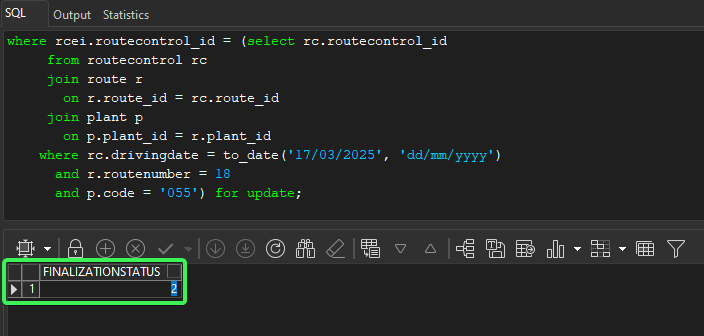 SQL Output Statistics
where rcei.routecontrol_id = (select rc.routecontrol_id
from routecontrol rc
join route r
on r.route_id = rc.route_id
join plant p
on p.plant_id = r.plant_id
where rc.drivingdate = to_date('17/03/2025', 'dd/mm/yyyy')
and r.routenumber = 18
and p.code = '055') for update;
FINALIZATIONSTATUS
1 2